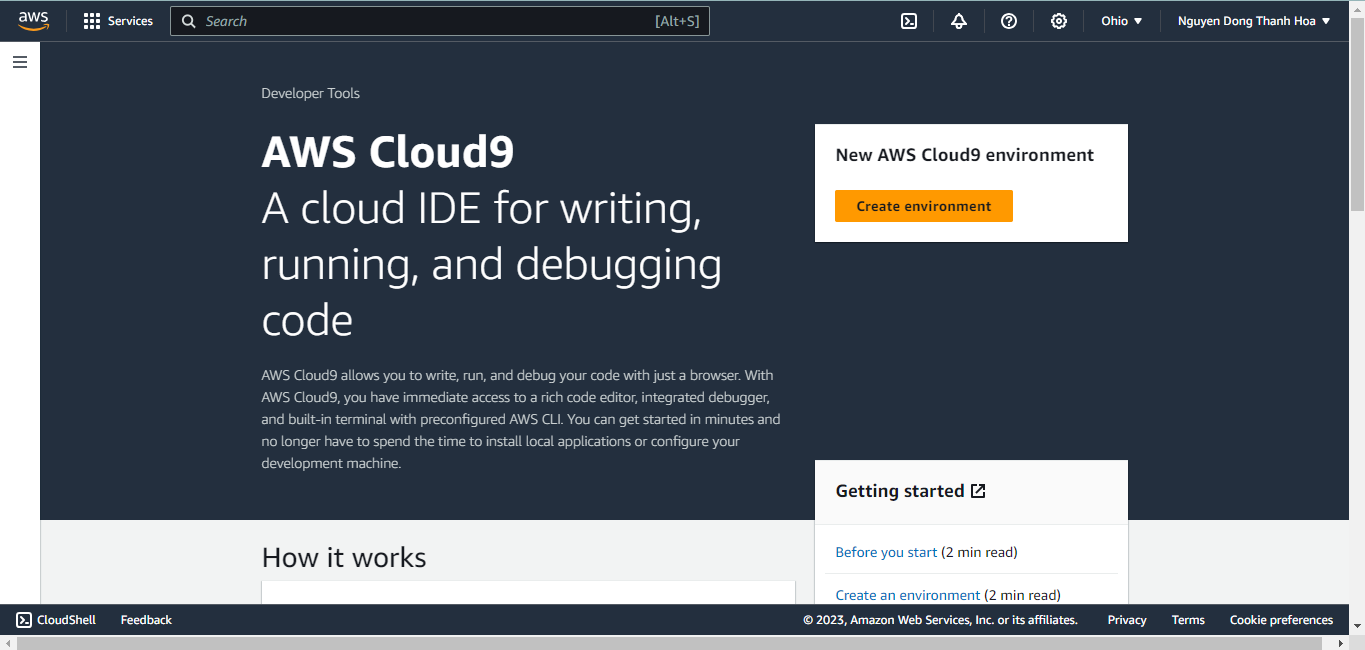 aws
Services
Search
[Alt+S]
Ohio
Nguyen Dong Thanh Hoa
Developer Tools
AWS Cloud9
A cloud IDE for writing,
running, and debugging
code
AWS Cloud9 allows you to write, run, and debug your code with just a browser. With
AWS Cloud9, you have immediate access to a rich code editor, integrated debugger,
and built-in terminal with preconfigured AWS CLI. You can get started in minutes and
no longer have to spend the time to install local applications or configure your
development machine.
New AWS Cloud9 environment
Create environment
Getting started
Before you start (2 min read)
Create an environment (2 min read)
How it works
CloudShell
Feedback
© 2023, Amazon Web Services, Inc. or its affiliates.
Privacy
Terms
Cookie preferences